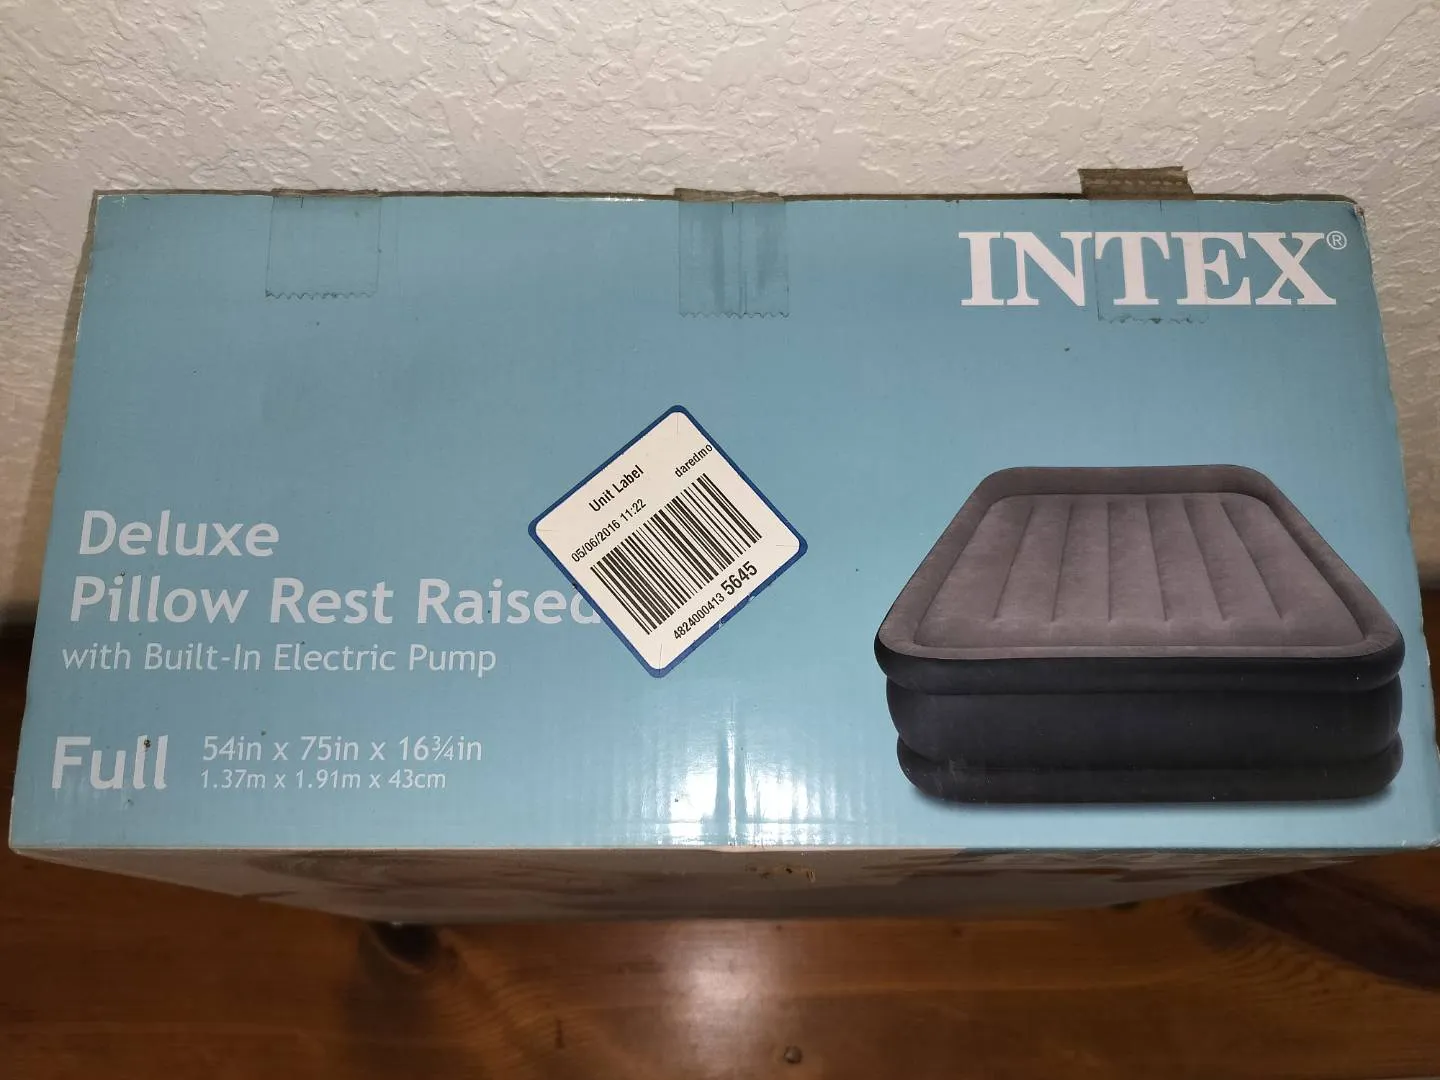 INTEX®
Unit Label
daredmo
05/06/2016 11:22
4824000413 5645
Deluxe
Pillow Rest Raised
with Built-In Electric Pump
Full
54in x 75in x 16¾in
1.37m x 1.91m x 43cm